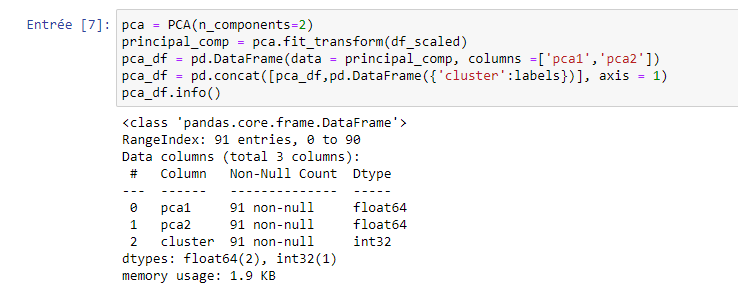 Entrée [7]: pca = PCA(n_components=2)
principal_comp = pca.fit_transform(df_scaled)
pca_df = pd.DataFrame(data = principal_comp, columns =['pca1','pca2'])
pca_df = pd.concat([pca_df,pd.DataFrame({'cluster':labels})], axis = 1)
pca_df.info()
<class 'pandas.core.frame.DataFrame'>
RangeIndex: 91 entries, 0 to 90
Data columns (total 3 columns):
 #   Column   Non-Null Count  Dtype
---  ------   --------------  -----
 0   pca1     91 non-null     float64
 1   pca2     91 non-null     float64
 2   cluster  91 non-null     int32
dtypes: float64(2), int32(1)
memory usage: 1.9 KB